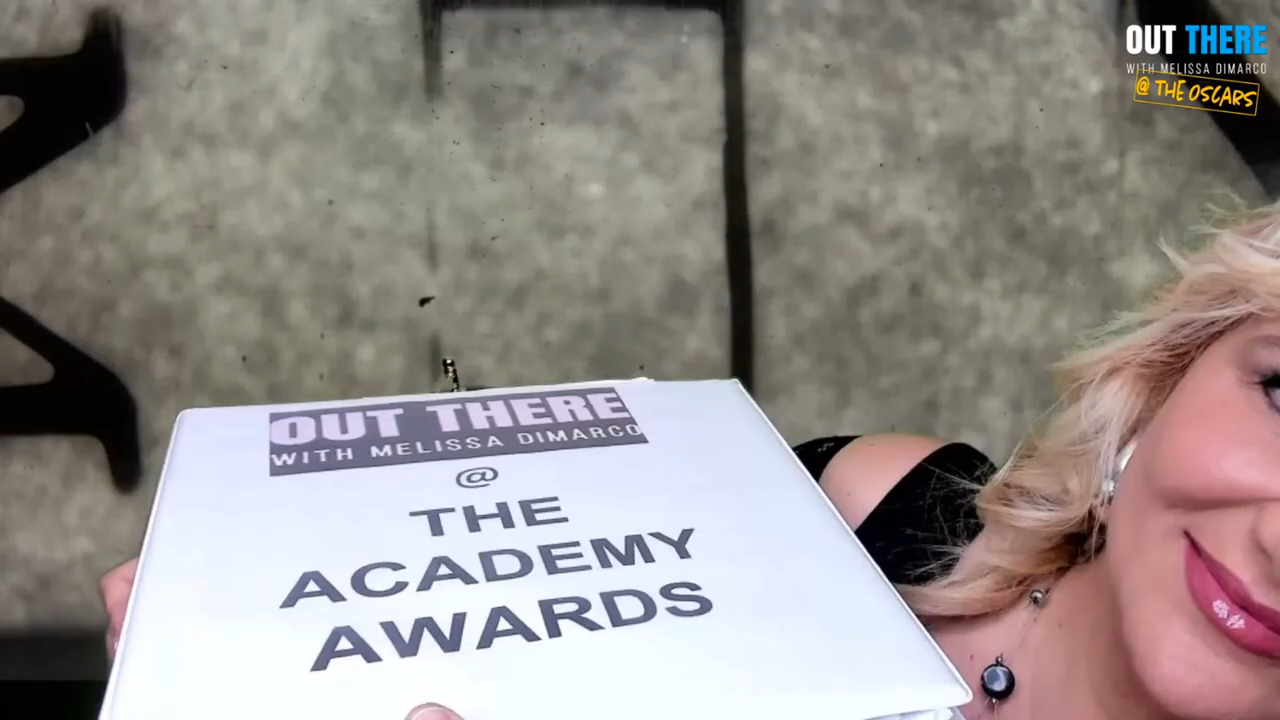 OUT THERE
WITH MELISSA DIMARCO
@ THE OSCARS
OUT THERE
WITH MELISSA DIMARCO
@
THE
ACADEMY
AWARDS